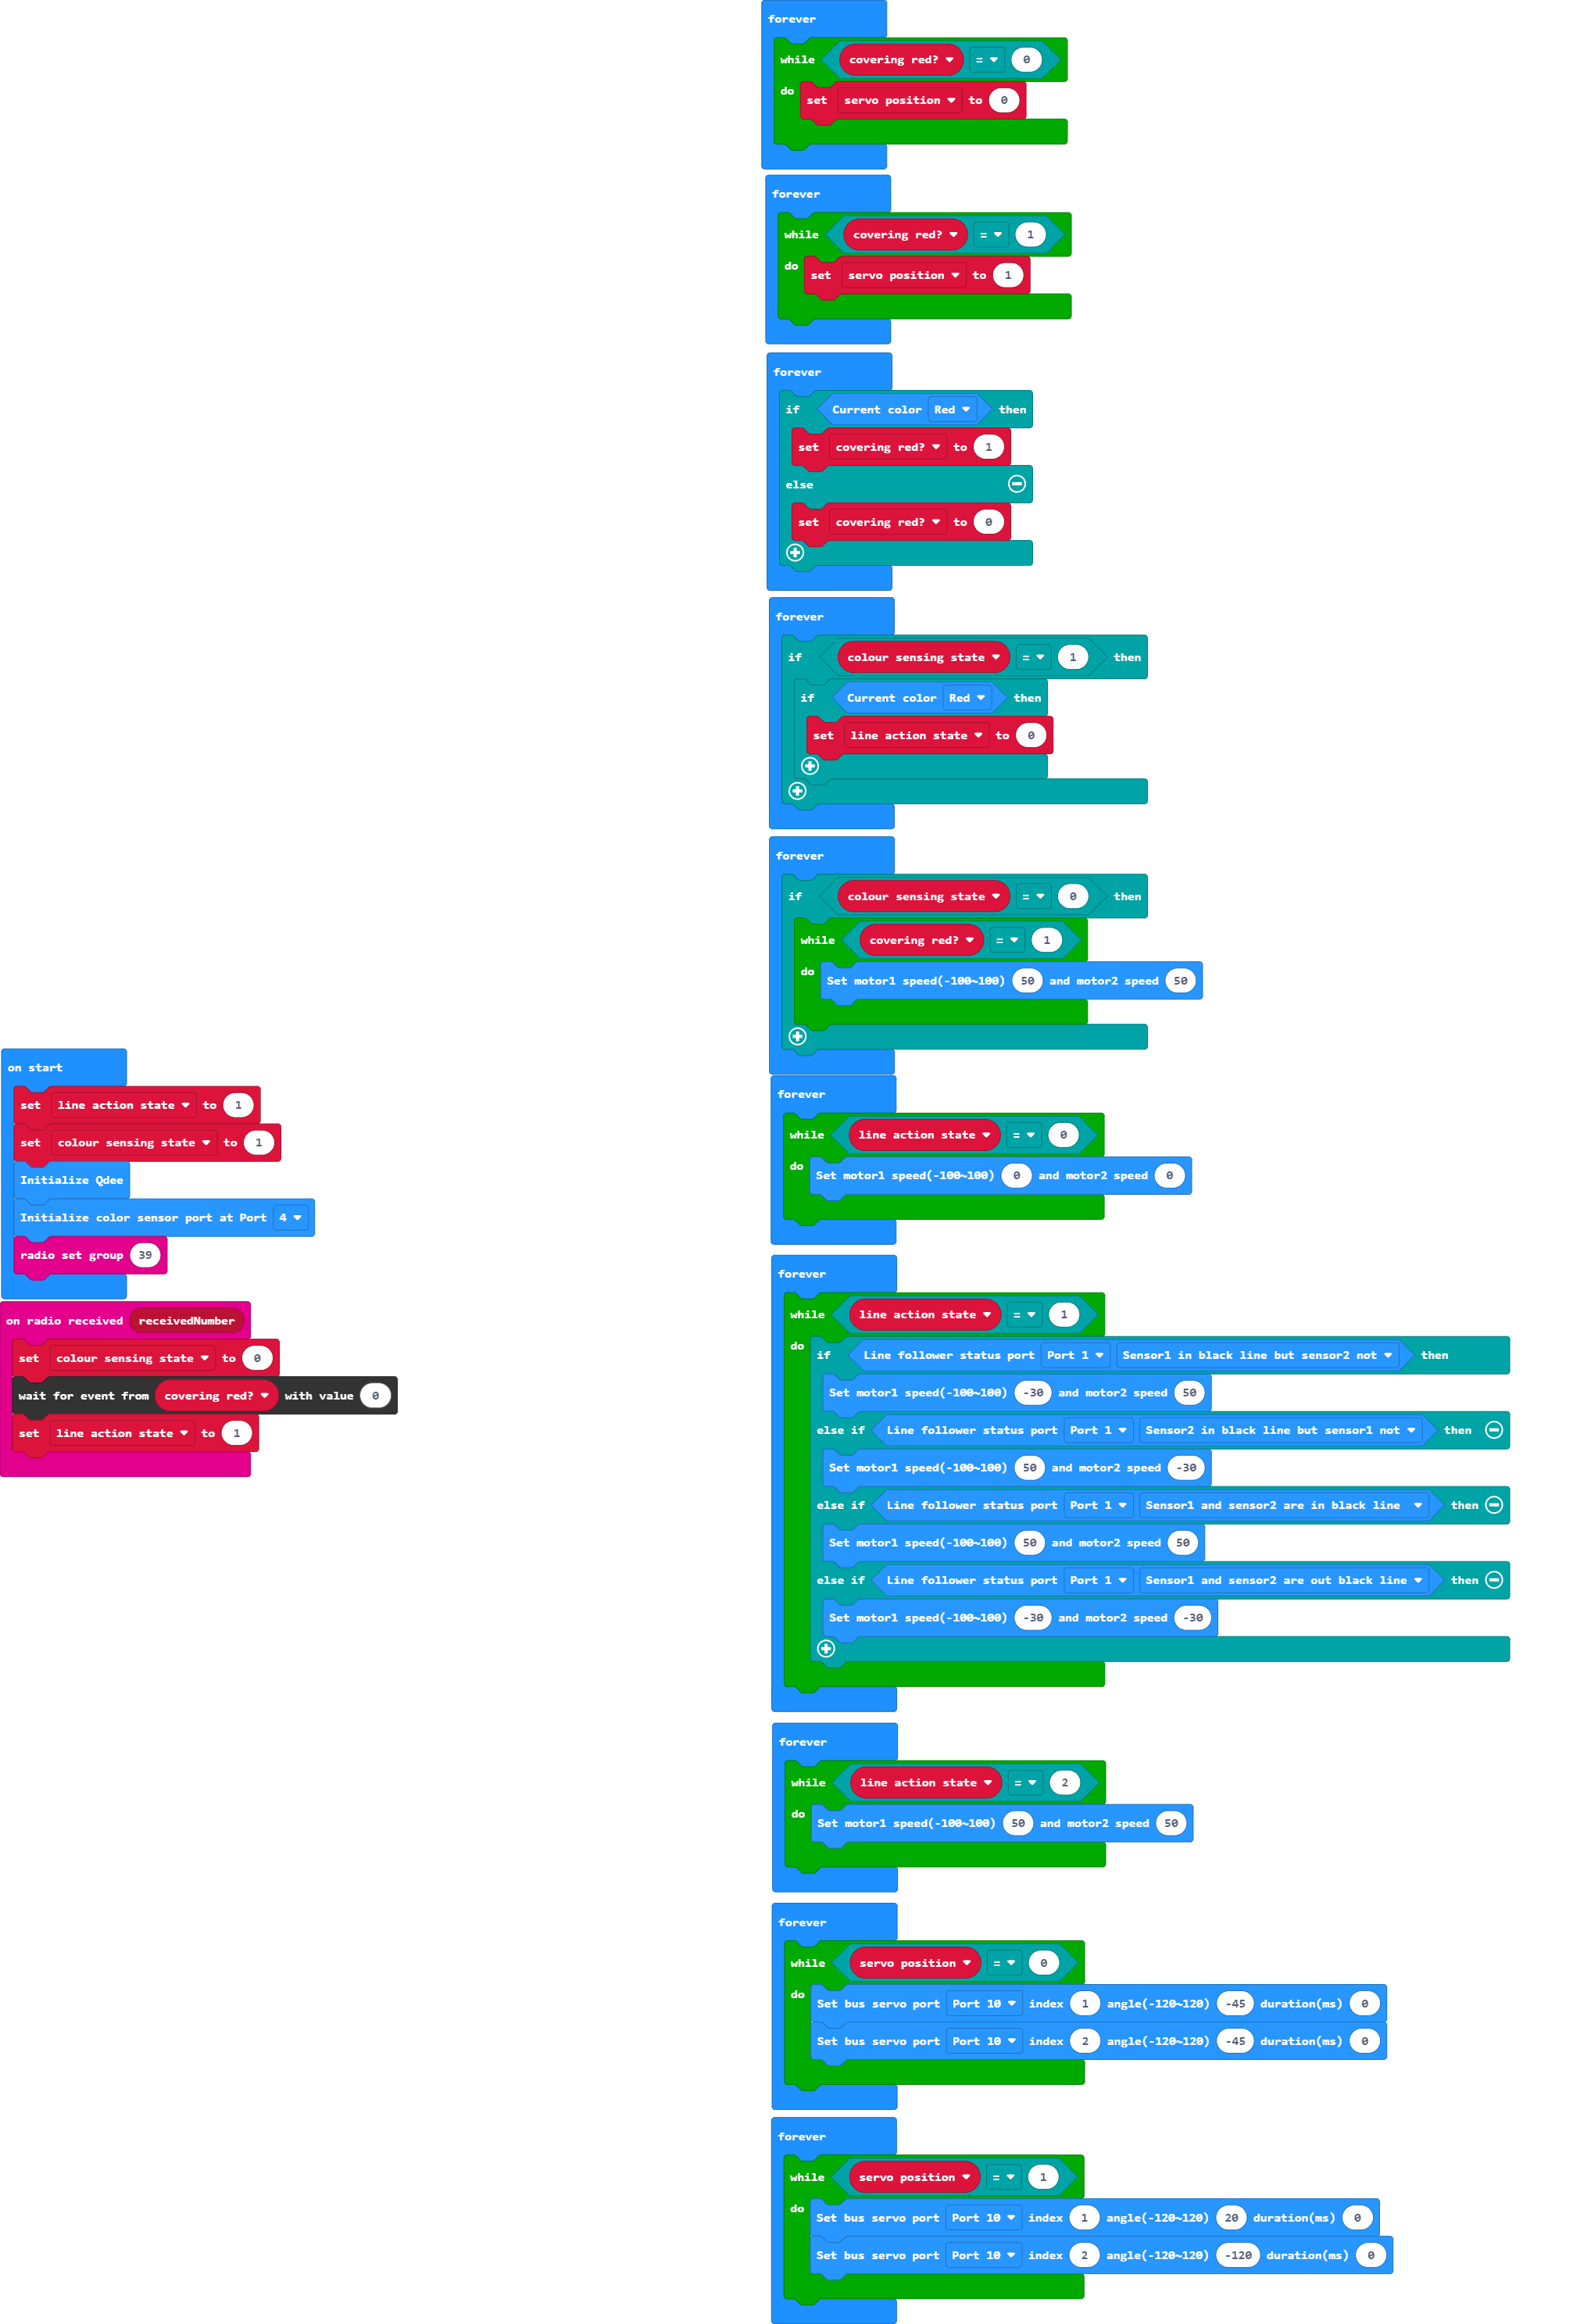 forever
while covering red? = 0
do set servo position to 0
forever
while covering red? = 1
do set servo position to 1
forever
if Current color Red then
set covering red? to 1
else
set covering red? to 0
forever
if colour sensing state = 1 then
if Current color Red then
set line action state to 0
forever
if colour sensing state = 0 then
while covering red? = 1
do Set motor1 speed(-100~100) 50 and motor2 speed 50
on start
set line action state to 1
set colour sensing state to 1
Initialize Qdee
Initialize color sensor port at Port 4
radio set group 39
on radio received receivedNumber
set colour sensing state to 0
wait for event from covering red? with value 0
set line action state to 1
forever
while line action state = 0
do Set motor1 speed(-100~100) 0 and motor2 speed 0
forever
while line action state = 1
do if Line follower status port Port 1 Sensor1 in black line but sensor2 not then
Set motor1 speed(-100~100) -30 and motor2 speed 50
else if Line follower status port Port 1 Sensor2 in black line but sensor1 not then
Set motor1 speed(-100~100) 50 and motor2 speed -30
else if Line follower status port Port 1 Sensor1 and sensor2 are in black line then
Set motor1 speed(-100~100) 50 and motor2 speed 50
else if Line follower status port Port 1 Sensor1 and sensor2 are out black line then
Set motor1 speed(-100~100) -30 and motor2 speed -30
forever
while line action state = 2
do Set motor1 speed(-100~100) 50 and motor2 speed 50
forever
while servo position = 0
do Set bus servo port Port 10 index 1 angle(-120~120) -45 duration(ms) 0
Set bus servo port Port 10 index 2 angle(-120~120) -45 duration(ms) 0
forever
while servo position = 1
do Set bus servo port Port 10 index 1 angle(-120~120) 20 duration(ms) 0
Set bus servo port Port 10 index 2 angle(-120~120) -120 duration(ms) 0